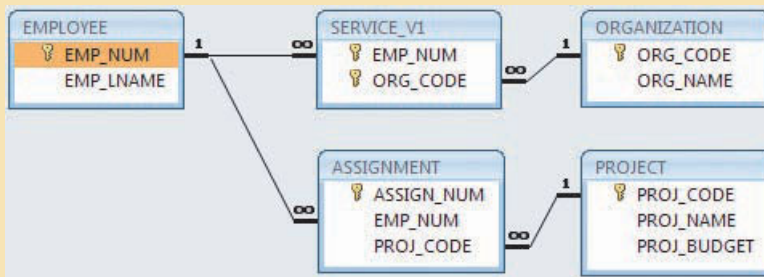 EMPLOYEE
EMP_NUM
EMP_LNAME
1
∞
SERVICE_V1
EMP_NUM
ORG_CODE
∞
1
ORGANIZATION
ORG_CODE
ORG_NAME
∞
ASSIGNMENT
ASSIGN_NUM
EMP_NUM
PROJ_CODE
∞
1
PROJECT
PROJ_CODE
PROJ_NAME
PROJ_BUDGET